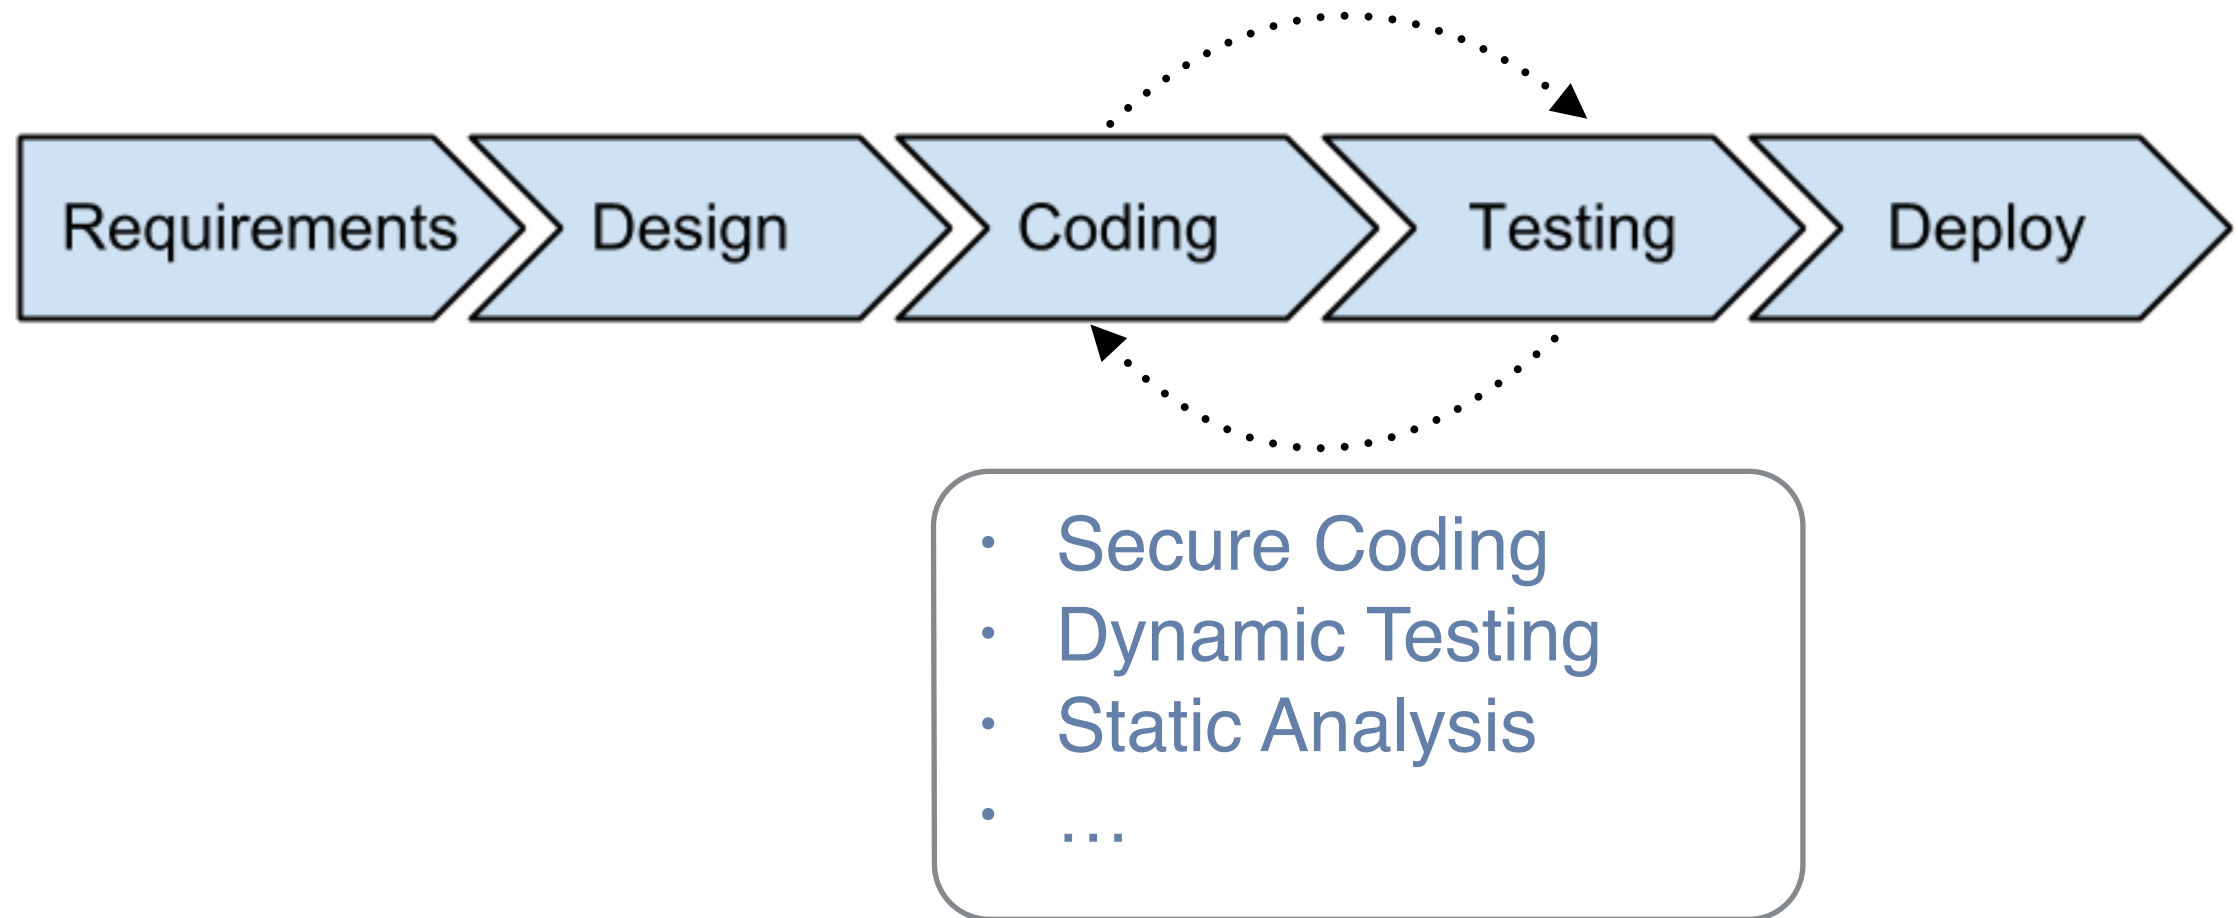 Requirements
Design
Coding
Testing
Deploy
• Secure Coding
• Dynamic Testing
• Static Analysis
• …